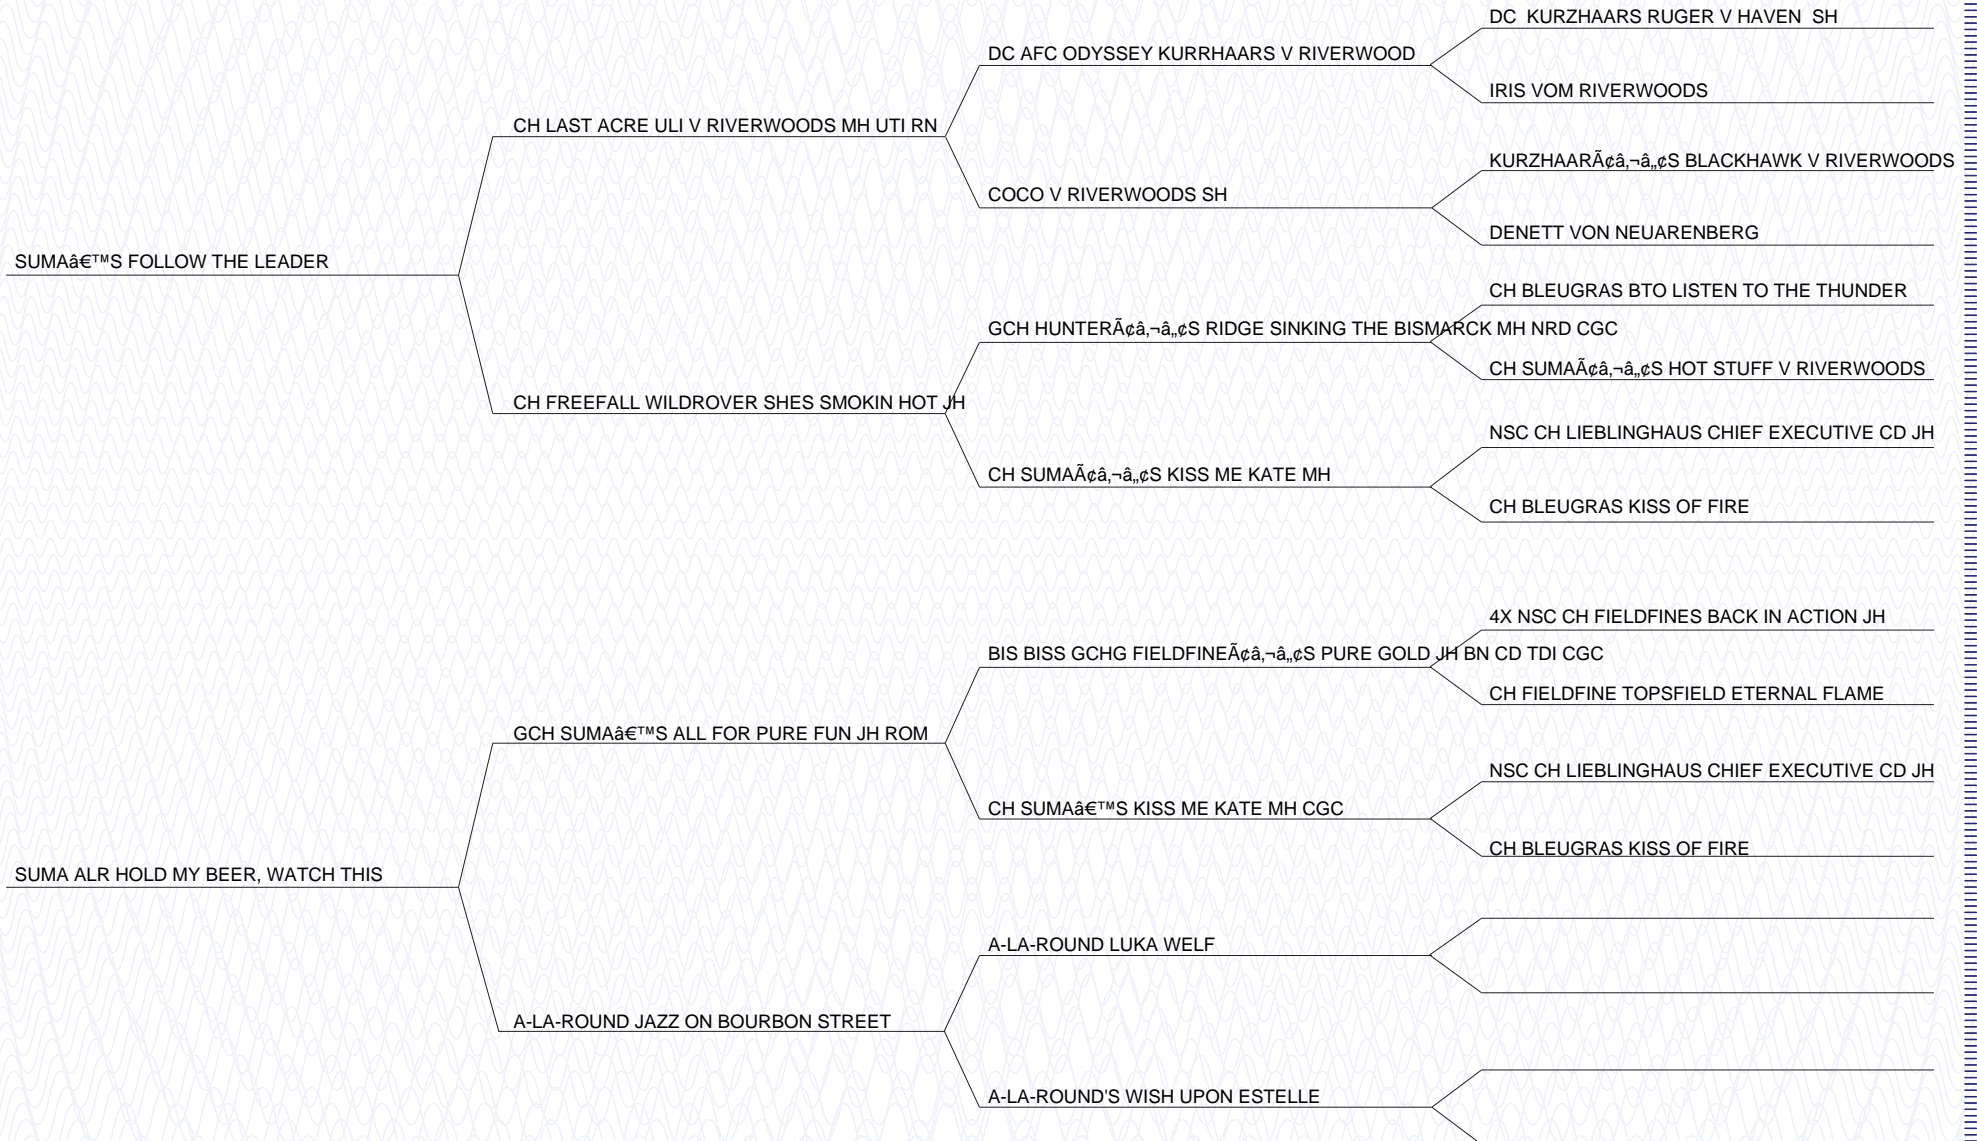 DC  KURZHAARS RUGER V HAVEN  SH
DC AFC ODYSSEY KURRHAARS V RIVERWOOD
IRIS VOM RIVERWOODS
CH LAST ACRE ULI V RIVERWOODS MH UTI RN
KURZHAARÃ¢â‚¬â„¢S BLACKHAWK V RIVERWOODS
COCO V RIVERWOODS SH
DENETT VON NEUARENBERG
SUMAâ€™S FOLLOW THE LEADER
CH BLEUGRAS BTO LISTEN TO THE THUNDER
GCH HUNTERÃ¢â‚¬â„¢S RIDGE SINKING THE BISMARCK MH NRD CGC
CH SUMAÃ¢â‚¬â„¢S HOT STUFF V RIVERWOODS
CH FREEFALL WILDROVER SHES SMOKIN HOT JH
NSC CH LIEBLINGHAUS CHIEF EXECUTIVE CD JH
CH SUMAÃ¢â‚¬â„¢S KISS ME KATE MH
CH BLEUGRAS KISS OF FIRE
4X NSC CH FIELDFINES BACK IN ACTION JH
BIS BISS GCHG FIELDFINEÃ¢â‚¬â„¢S PURE GOLD JH BN CD TDI CGC
CH FIELDFINE TOPSFIELD ETERNAL FLAME
GCH SUMAâ€™S ALL FOR PURE FUN JH ROM
NSC CH LIEBLINGHAUS CHIEF EXECUTIVE CD JH
CH SUMAâ€™S KISS ME KATE MH CGC
CH BLEUGRAS KISS OF FIRE
SUMA ALR HOLD MY BEER, WATCH THIS
A-LA-ROUND LUKA WELF
A-LA-ROUND JAZZ ON BOURBON STREET
A-LA-ROUND'S WISH UPON ESTELLE